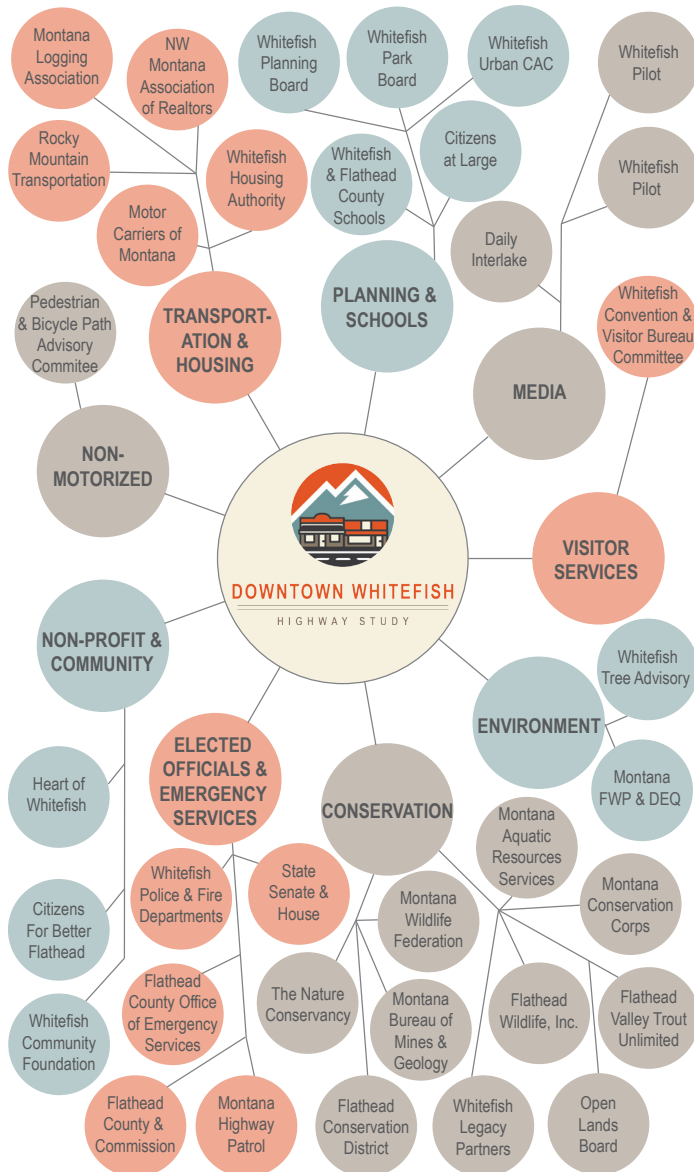 Montana
Logging
Association
NW
Montana
Association
of Realtors
Rocky
Mountain
Transportation
Whitefish
Housing
Authority
Motor
Carriers of
Montana
TRANSPORT-
ATION &
HOUSING
Whitefish
Planning
Board
Whitefish
Park
Board
Whitefish
Urban CAC
Whitefish
& Flathead
County
Schools
Citizens
at Large
PLANNING &
SCHOOLS
Whitefish
Pilot
Whitefish
Pilot
Daily
Interlake
MEDIA
Whitefish
Convention &
Visitor Bureau
Committee
VISITOR
SERVICES
Pedestrian
& Bicycle Path
Advisory
Commitee
NON-
MOTORIZED
DOWNTOWN WHITEFISH
HIGHWAY STUDY
NON-PROFIT &
COMMUNITY
Heart of
Whitefish
Citizens
For Better
Flathead
Whitefish
Community
Foundation
ELECTED
OFFICIALS &
EMERGENCY
SERVICES
Whitefish
Police & Fire
Departments
State
Senate &
House
Flathead
County Office
of Emergency
Services
Flathead
County &
Commission
Montana
Highway
Patrol
CONSERVATION
Montana
Wildlife
Federation
The Nature
Conservancy
Montana
Bureau of
Mines &
Geology
Flathead
Conservation
District
Montana
Aquatic
Resources
Services
Montana
Conservation
Corps
Flathead
Wildlife, Inc.
Flathead
Valley Trout
Unlimited
Whitefish
Legacy
Partners
Open
Lands
Board
ENVIRONMENT
Whitefish
Tree Advisory
Montana
FWP & DEQ